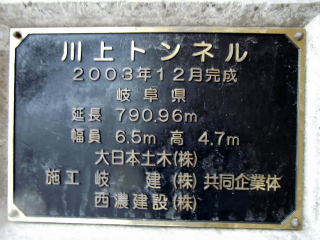 川上トンネル
2003年12月完成
岐阜県
延長 790.96m
幅員 6.5m 高 4.7m
大日本土木(株)
施工 岐 建 (株) 共同企業体
西濃建設(株)